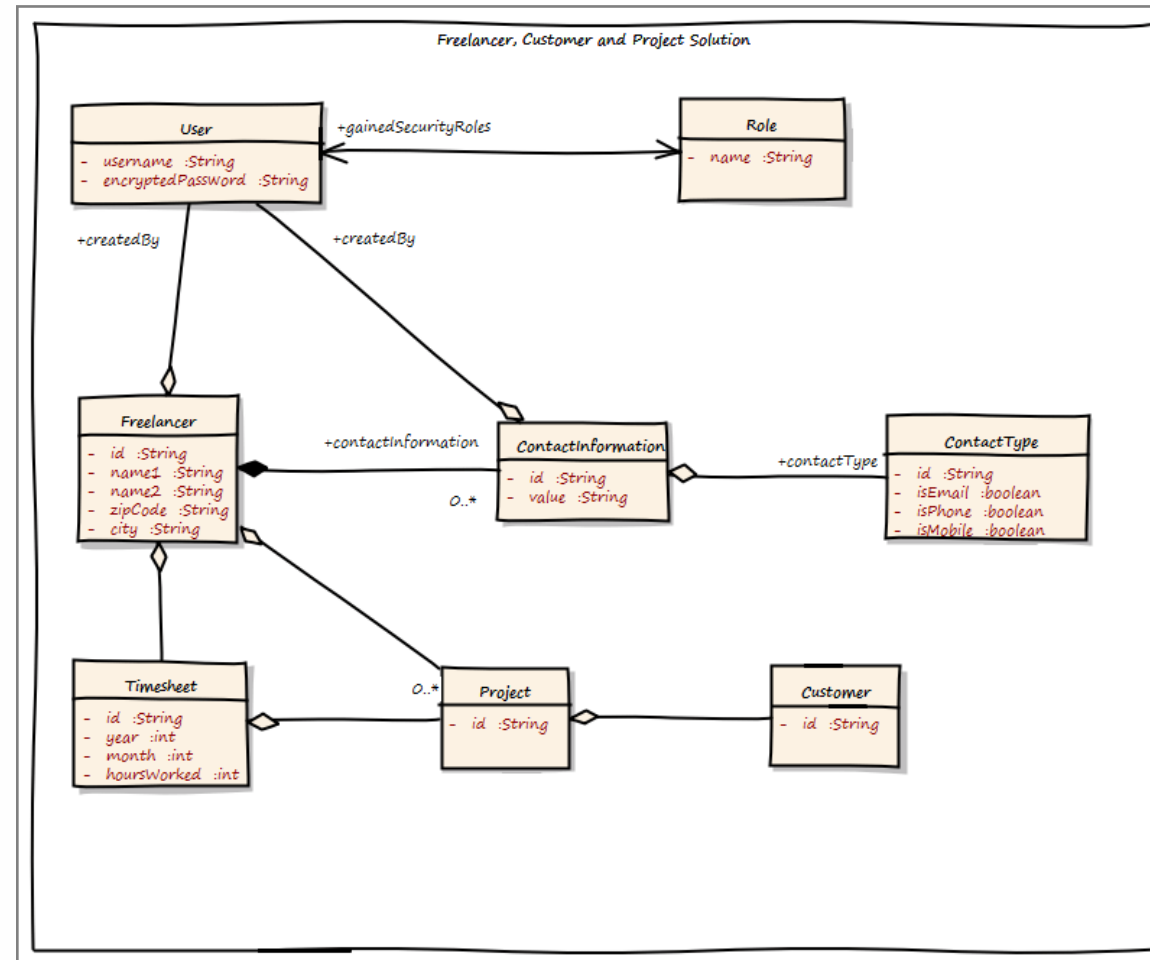 Freelancer, Customer and Project Solution
User
- username :String
- encryptedPassword :String
+gainedSecurityRoles
Role
- name :String
+createdBy
+createdBy
Freelancer
- id :String
- name1 :String
- name2 :String
- zipCode :String
- city :String
+contactInformation
0..*
ContactInformation
- id :String
- value :String
+contactType
ContactType
- id :String
- isEmail :boolean
- isPhone :boolean
- isMobile :boolean
Timesheet
- id :String
- year :int
- month :int
- hoursWorked :int
0..*
Project
- id :String
Customer
- id :String